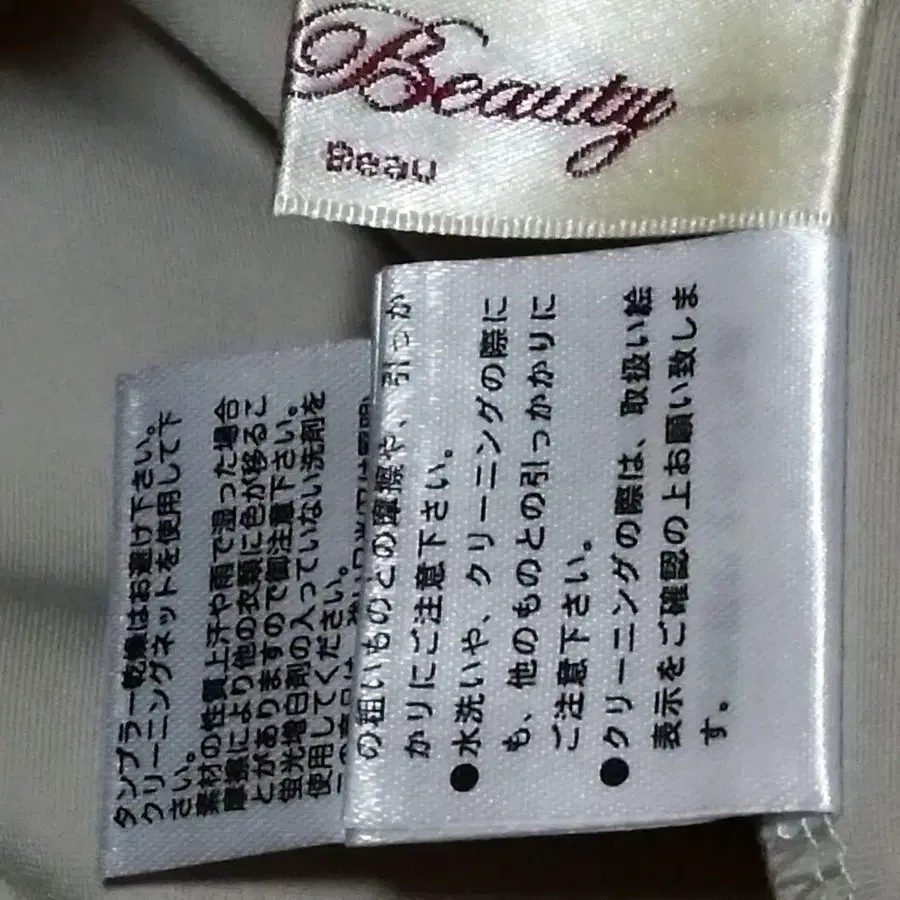 Beauty
Bean
タンブラー乾燥はお避け下さい。
クリーニングネットを使用して下
さい。
素材の性質上汗や雨で湿った場合
摩擦により他の衣類に色が移るこ
とがありますので御注意下さい。
蛍光増白剤の入っていない洗剤を
使用してください。
の粗いものとの摩擦や、引っか
かりにご注意下さい。
●水洗いや、クリーニングの際に
も、他のものとの引っかかりに
ご注意下さい。
●クリーニングの際は、取扱い絵
表示をご確認の上お願い致しま
す。